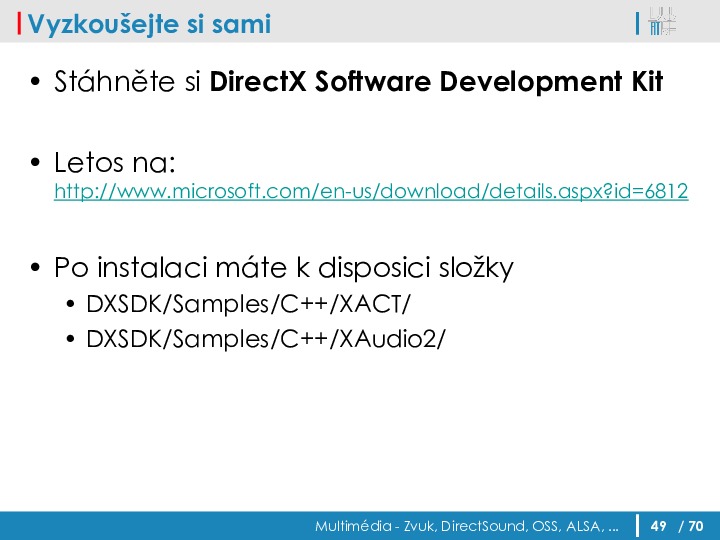 Vyzkoušejte si sami
• Stáhněte si DirectX Software Development Kit
• Letos na:
http://www.microsoft.com/en-us/download/details.aspx?id=6812
• Po instalaci máte k disposici složky
• DXSDK/Samples/C++/XACT/
• DXSDK/Samples/C++/XAudio2/
Multimédia - Zvuk, DirectSound, OSS, ALSA, ... 49 / 70